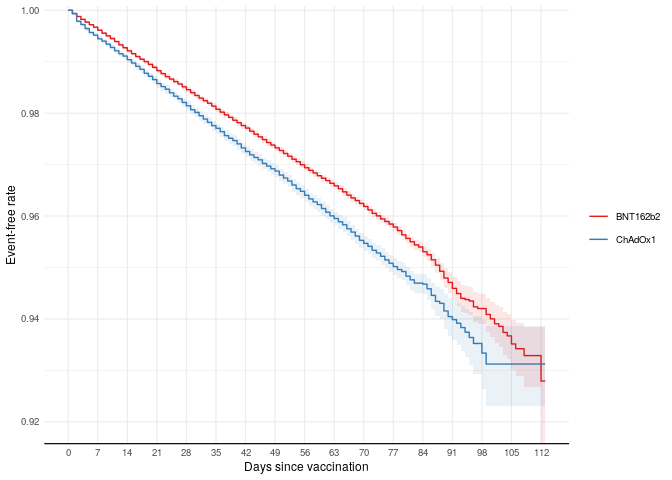 1.00
0.98
0.96
0.94
0.92
Event-free rate
0 7 14 21 28 35 42 49 56 63 70 77 84 91 98 105 112
Days since vaccination
BNT162b2
ChAdOx1